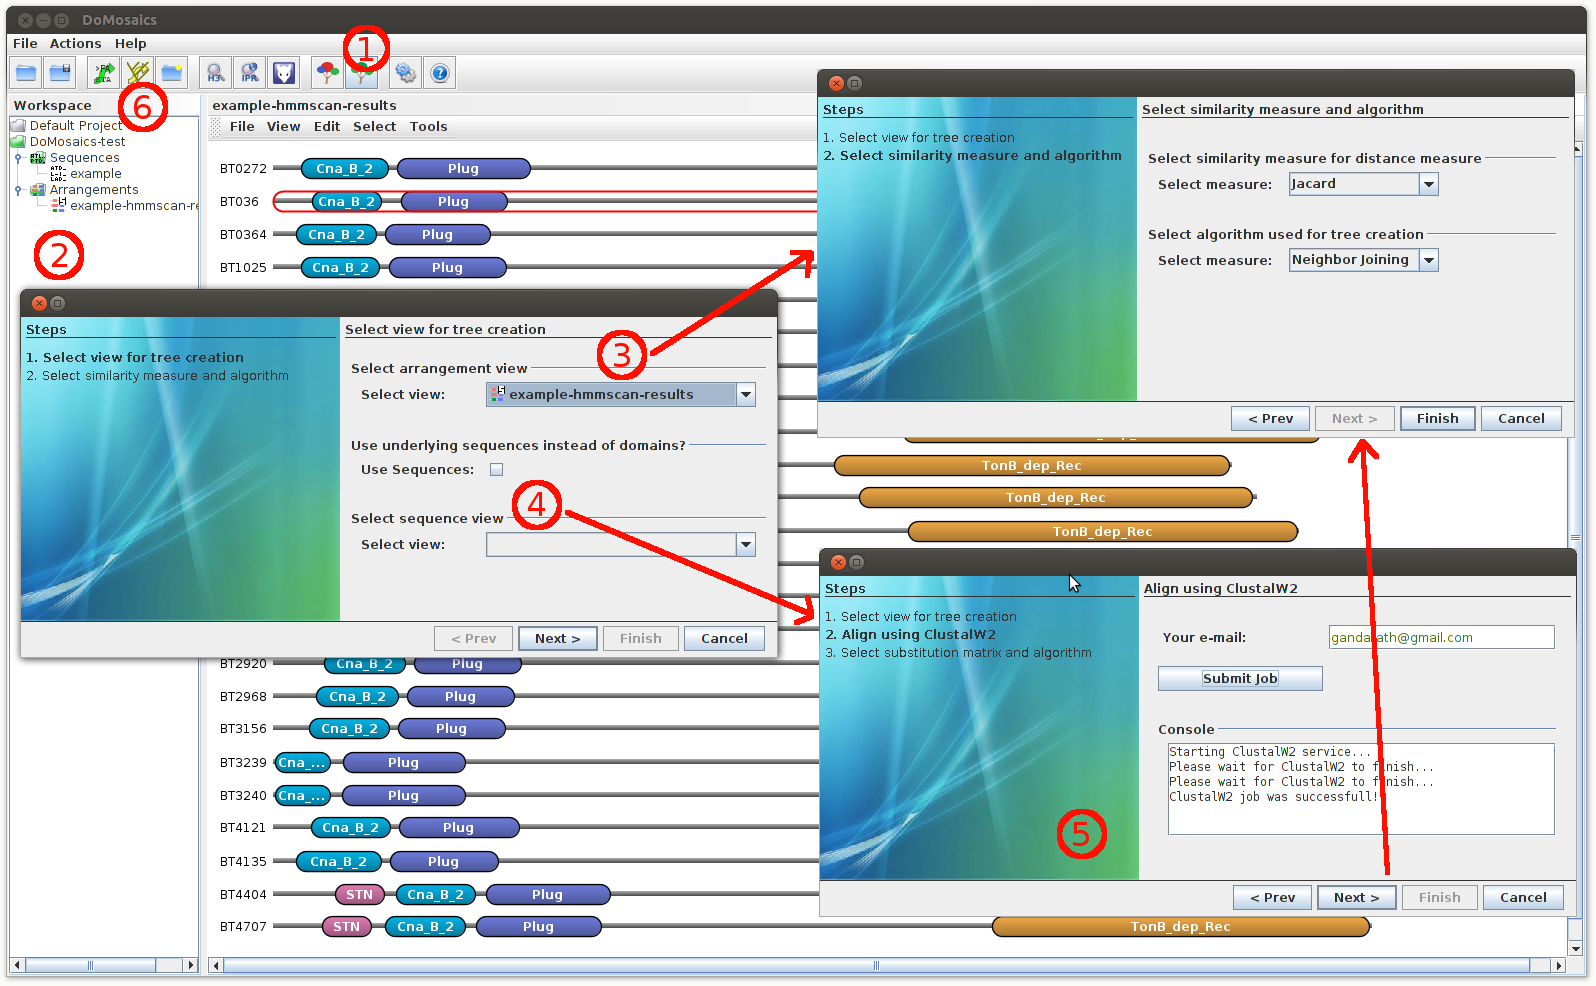 DoMosaics
File Actions Help
1
>FA
STA
H3
IPR
?
Workspace
6
Default Project
DoMosaics-test
Sequences
example
Arrangements
example-hmmscan-re
2
example-hmmscan-results
File View Edit Select Tools
BT0272 Cna_B_2 Plug
BT036 Cna_B_2 Plug
BT0364 Cna_B_2 Plug
BT1025 Cna_B_2 Plug
Steps
1. Select view for tree creation
2. Select similarity measure and algorithm
Select view for tree creation
3
Select arrangement view
Select view: example-hmmscan-results
Use underlying sequences instead of domains?
Use Sequences:
4
Select sequence view
Select view:
< Prev Next > Finish Cancel
Steps
1. Select view for tree creation
2. Select similarity measure and algorithm
Select similarity measure and algorithm
Select similarity measure for distance measure
Select measure: Jacard
Select algorithm used for tree creation
Select measure: Neighbor Joining
< Prev Next > Finish Cancel
TonB_dep_Rec
TonB_dep_Rec
TonB_dep_Rec
Steps
1. Select view for tree creation
2. Align using ClustalW2
3. Select substitution matrix and algorithm
5
Align using ClustalW2
Your e-mail: gandalath@gmail.com
Submit Job
Console
Starting ClustalW2 service...
Please wait for ClustalW2 to finish...
Please wait for ClustalW2 to finish...
ClustalW2 job was successfull!
< Prev Next > Finish Cancel
BT2920 Cna_B_2 Plug
BT2968 Cna_B_2 Plug
BT3156 Cna_B_2 Plug
BT3239 Cna_... Plug
BT3240 Cna_... Plug
BT4121 Cna_B_2 Plug
BT4135 Cna_B_2 Plug
BT4404 STN Cna_B_2 Plug
BT4707 STN Cna_B_2 Plug TonB_dep_Rec